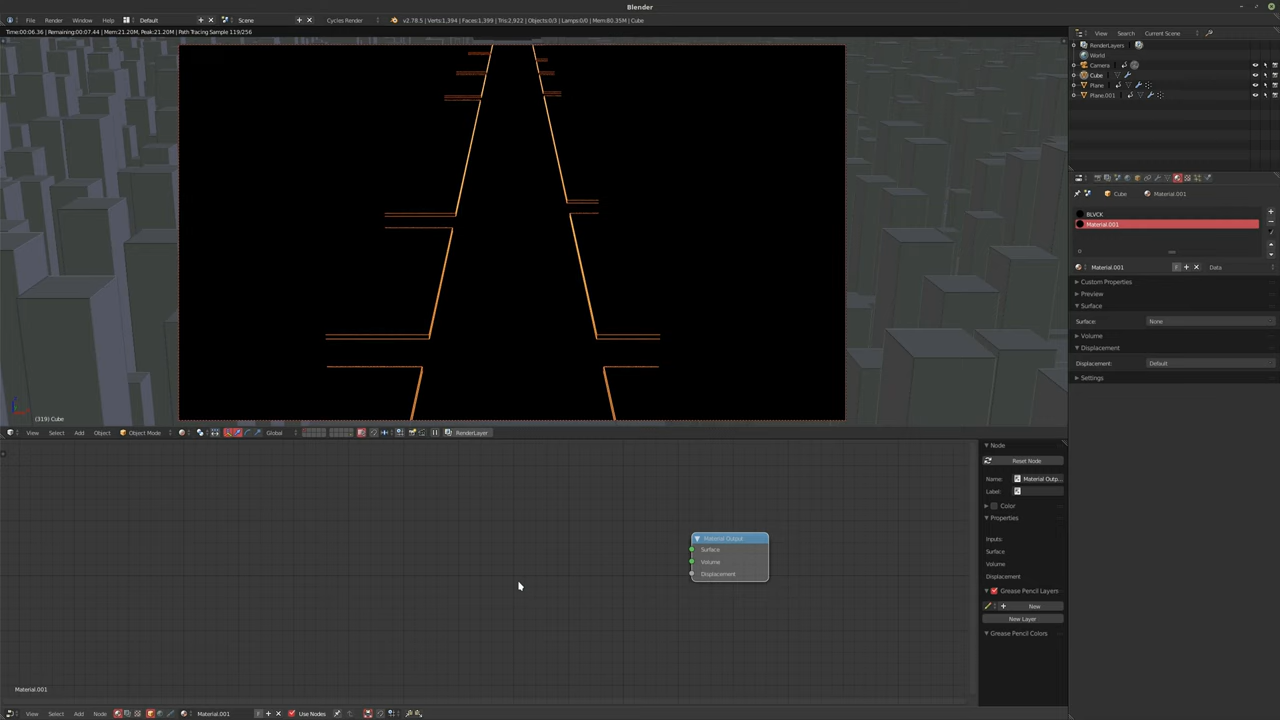 Blender
File Render Window Help Default Scene Cycles Render v2.78.5 | Verts:1,394 | Faces:1,399 | Tris:2,922 | Objects:0/3 | Lamps:0/0 | Mem:80.35M | Cube
Time:00:06.36 | Remaining:00:07.44 | Mem:21.20M, Peak:21.20M | Path Tracing Sample 119/256
View Search Current Scene
RenderLayers
World
Camera
Cube
Plane
Plane.001
Cube Material.001
BLVCK
Material.001
Material.001 F Data
Custom Properties
Preview
Surface
Surface: None
Volume
Displacement
Displacement: Default
Settings
(319) Cube
View Select Add Object Object Mode Global RenderLayer
Material Output
Surface
Volume
Displacement
Node
Reset Node
Name: Material Outp...
Label:
Color
Properties
Inputs:
Surface
Volume
Displacement
Grease Pencil Layers
New
New Layer
Grease Pencil Colors
Material.001
View Select Add Node Material.001 F Use Nodes